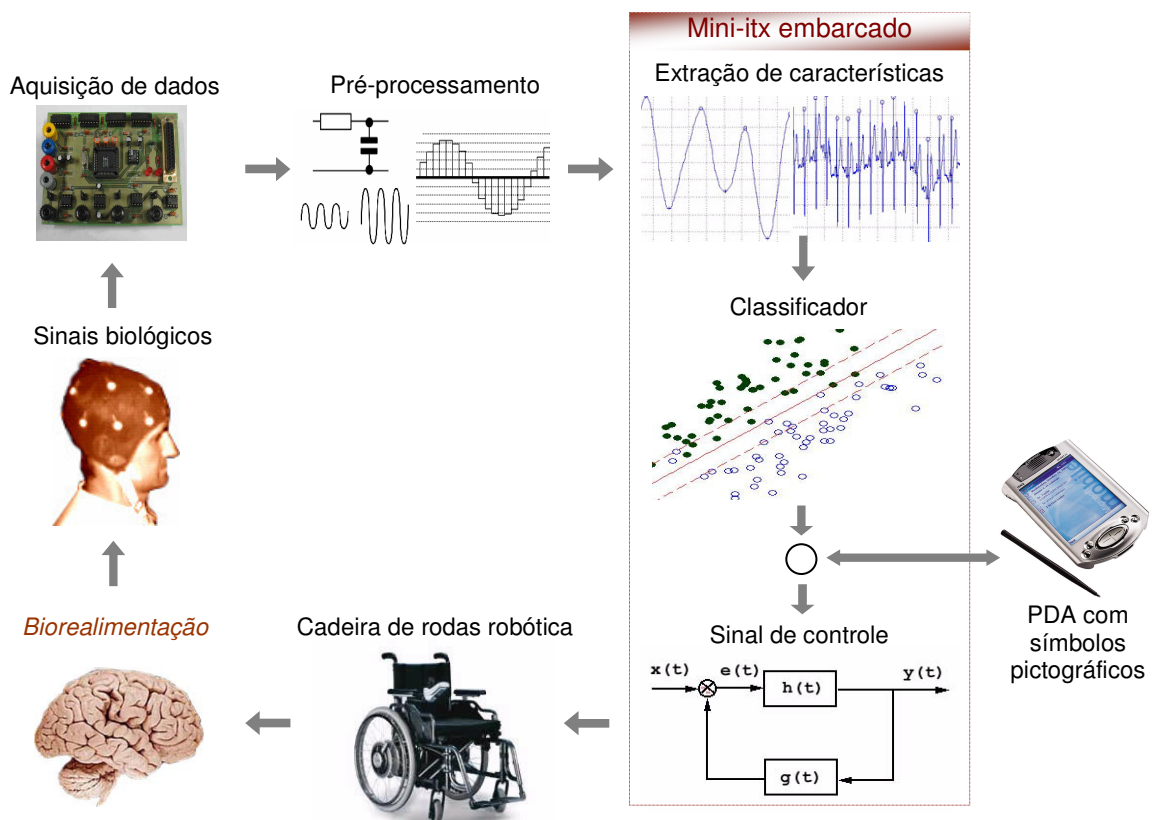 Mini-itx embarcado
Aquisição de dados
Pré-processamento
Extração de características
Sinais biológicos
Classificador
Biorealimentação
Cadeira de rodas robótica
Sinal de controle
PDA com
símbolos
pictográficos
x(t)
e(t)
h(t)
y(t)
g(t)